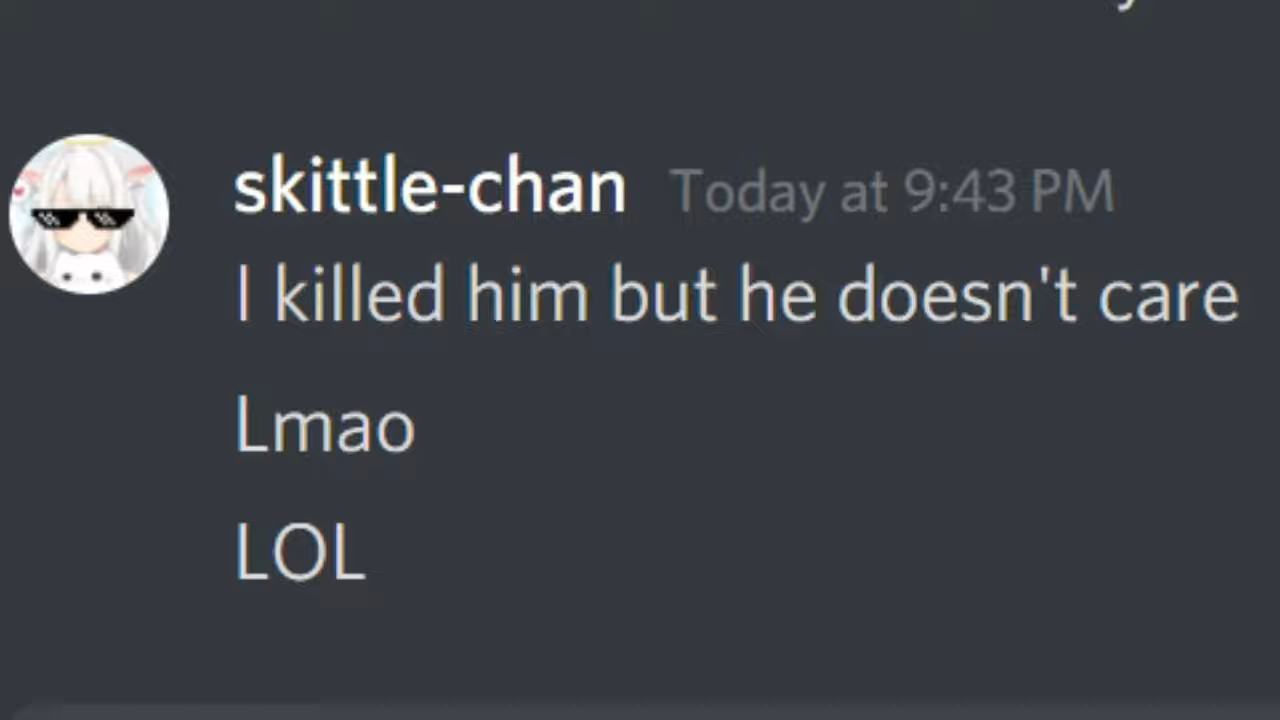 skittle-chan Today at 9:43 PM
I killed him but he doesn't care
Lmao
LOL